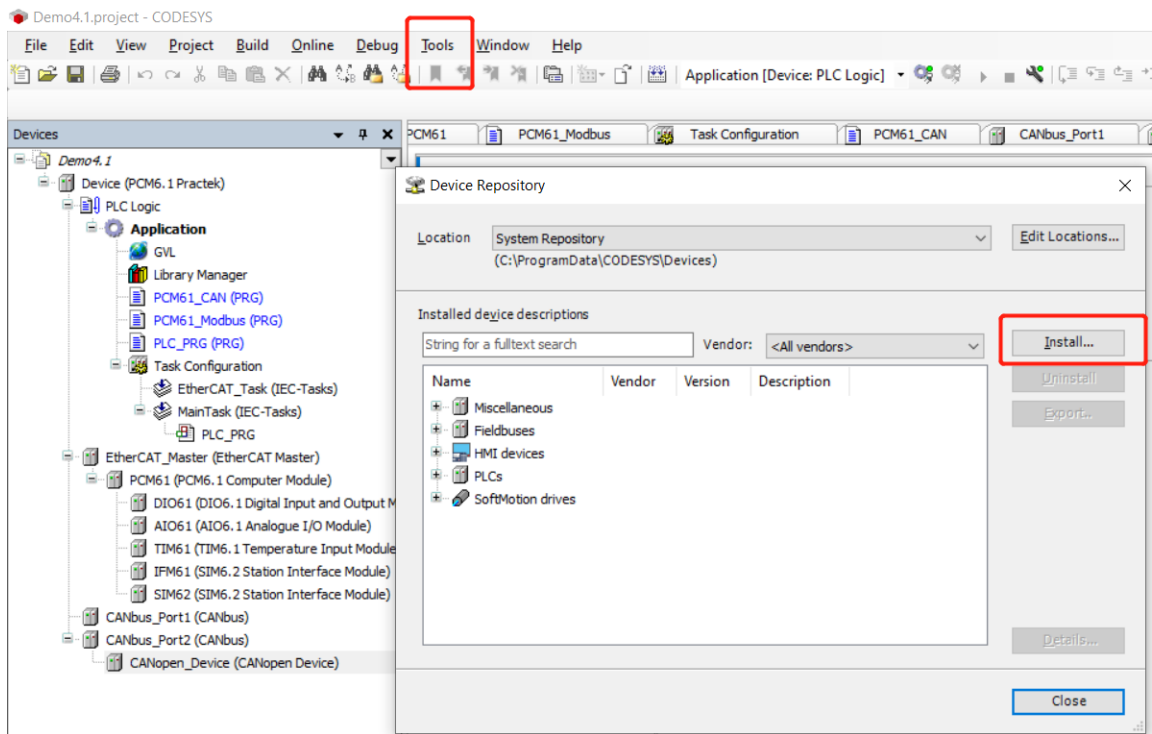 Demo4.1.project - CODESYS
File Edit View Project Build Online Debug Tools Window Help
Application [Device: PLC Logic]
Devices
PCM61 PCM61_Modbus Task Configuration PCM61_CAN CANbus_Port1
Demo4.1
Device (PCM6.1 Practek)
PLC Logic
Application
GVL
Library Manager
PCM61_CAN (PRG)
PCM61_Modbus (PRG)
PLC_PRG (PRG)
Task Configuration
EtherCAT_Task (IEC-Tasks)
MainTask (IEC-Tasks)
PLC_PRG
EtherCAT_Master (EtherCAT Master)
PCM61 (PCM6.1 Computer Module)
DIO61 (DIO6.1 Digital Input and Output M
AIO61 (AIO6.1 Analogue I/O Module)
TIM61 (TIM6.1 Temperature Input Module
IFM61 (SIM6.2 Station Interface Module)
SIM62 (SIM6.2 Station Interface Module)
CANbus_Port1 (CANbus)
CANbus_Port2 (CANbus)
CANopen_Device (CANopen Device)
Device Repository
Location System Repository Edit Locations...
(C:\ProgramData\CODESYS\Devices)
Installed device descriptions
String for a fulltext search Vendor: <All vendors> Install...
Name Vendor Version Description Uninstall
Miscellaneous Export...
Fieldbuses
HMI devices
PLCs
SoftMotion drives
Details...
Close